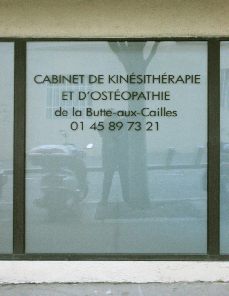 CABINET DE KINÉSITHÉRAPIE
ET D'OSTÉOPATHIE
de la Butte-aux-Cailles
01 45 89 73 21